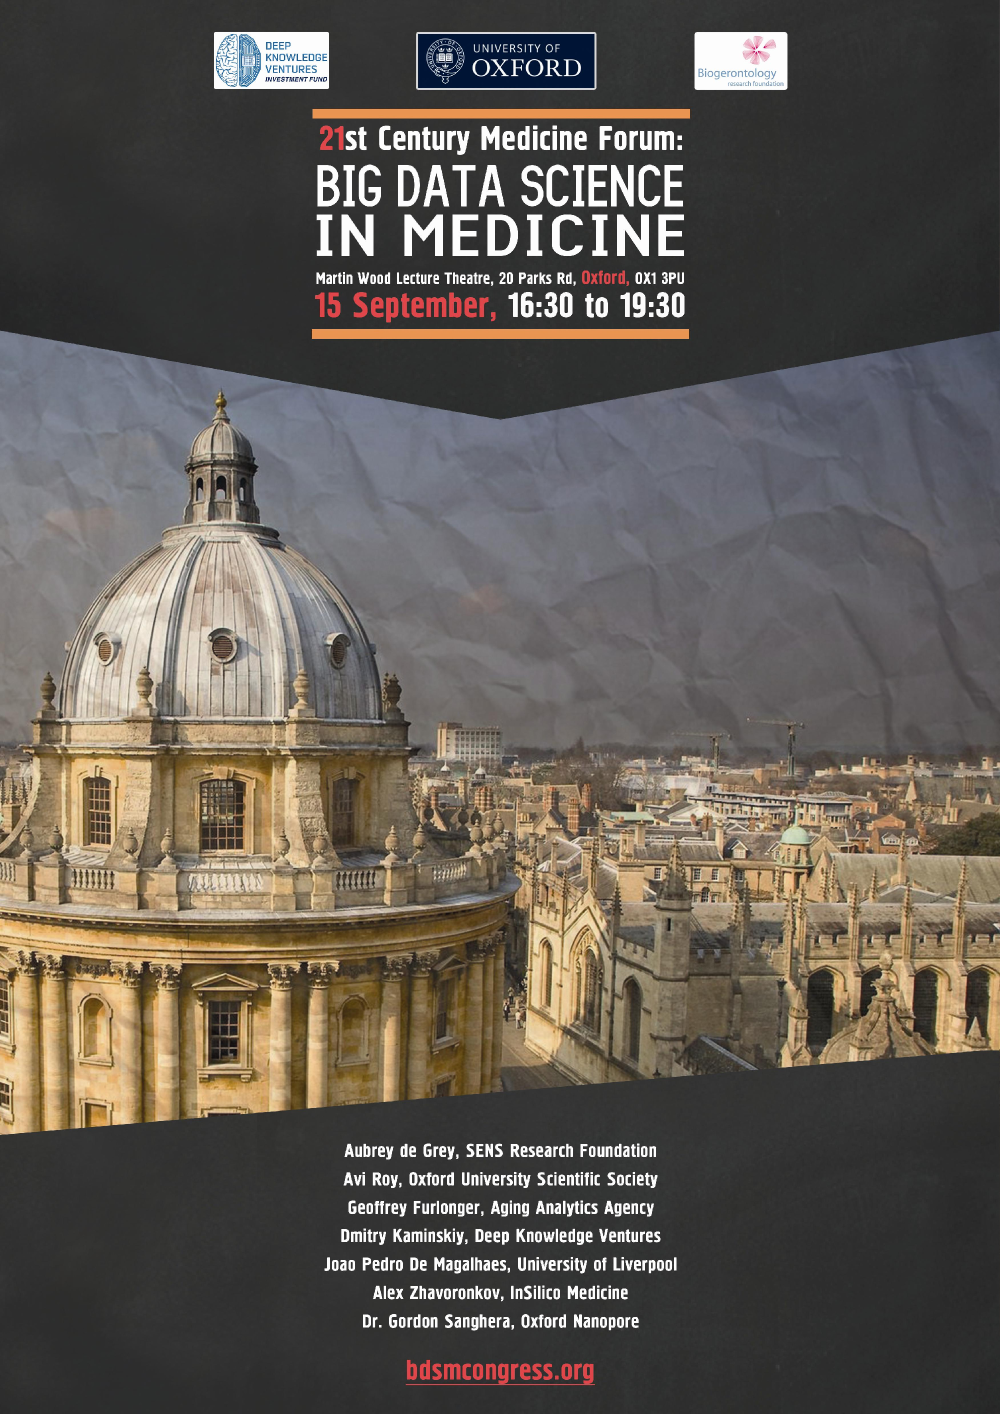 DEEP
KNOWLEDGE
VENTURES
INVESTMENT FUND
UNIVERSITY OF
OXFORD
Biogerontology
research foundation
21st Century Medicine Forum:
BIG DATA SCIENCE
IN MEDICINE
Martin Wood Lecture Theatre, 20 Parks Rd, Oxford, OX1 3PU
15 September, 16:30 to 19:30
Aubrey de Grey, SENS Research Foundation
Avi Roy, Oxford University Scientific Society
Geoffrey Furlonger, Aging Analytics Agency
Dmitry Kaminskiy, Deep Knowledge Ventures
Joao Pedro De Magalhaes, University of Liverpool
Alex Zhavoronkov, InSilico Medicine
Dr. Gordon Sanghera, Oxford Nanopore
bdsmcongress.org